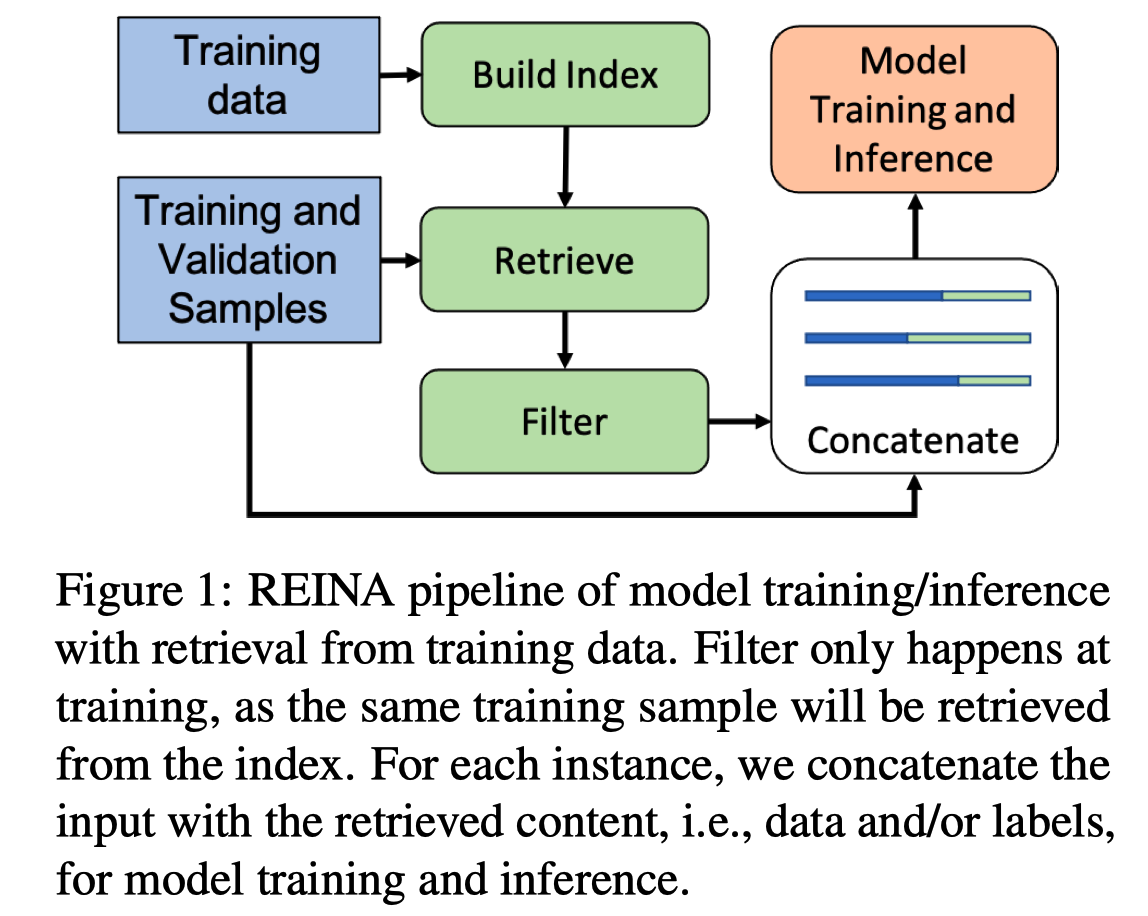 Training
data
Build Index
Model
Training and
Inference
Training and
Validation
Samples
Retrieve
Filter
Concatenate
Figure 1: REINA pipeline of model training/inference
with retrieval from training data. Filter only happens at
training, as the same training sample will be retrieved
from the index. For each instance, we concatenate the
input with the retrieved content, i.e., data and/or labels,
for model training and inference.